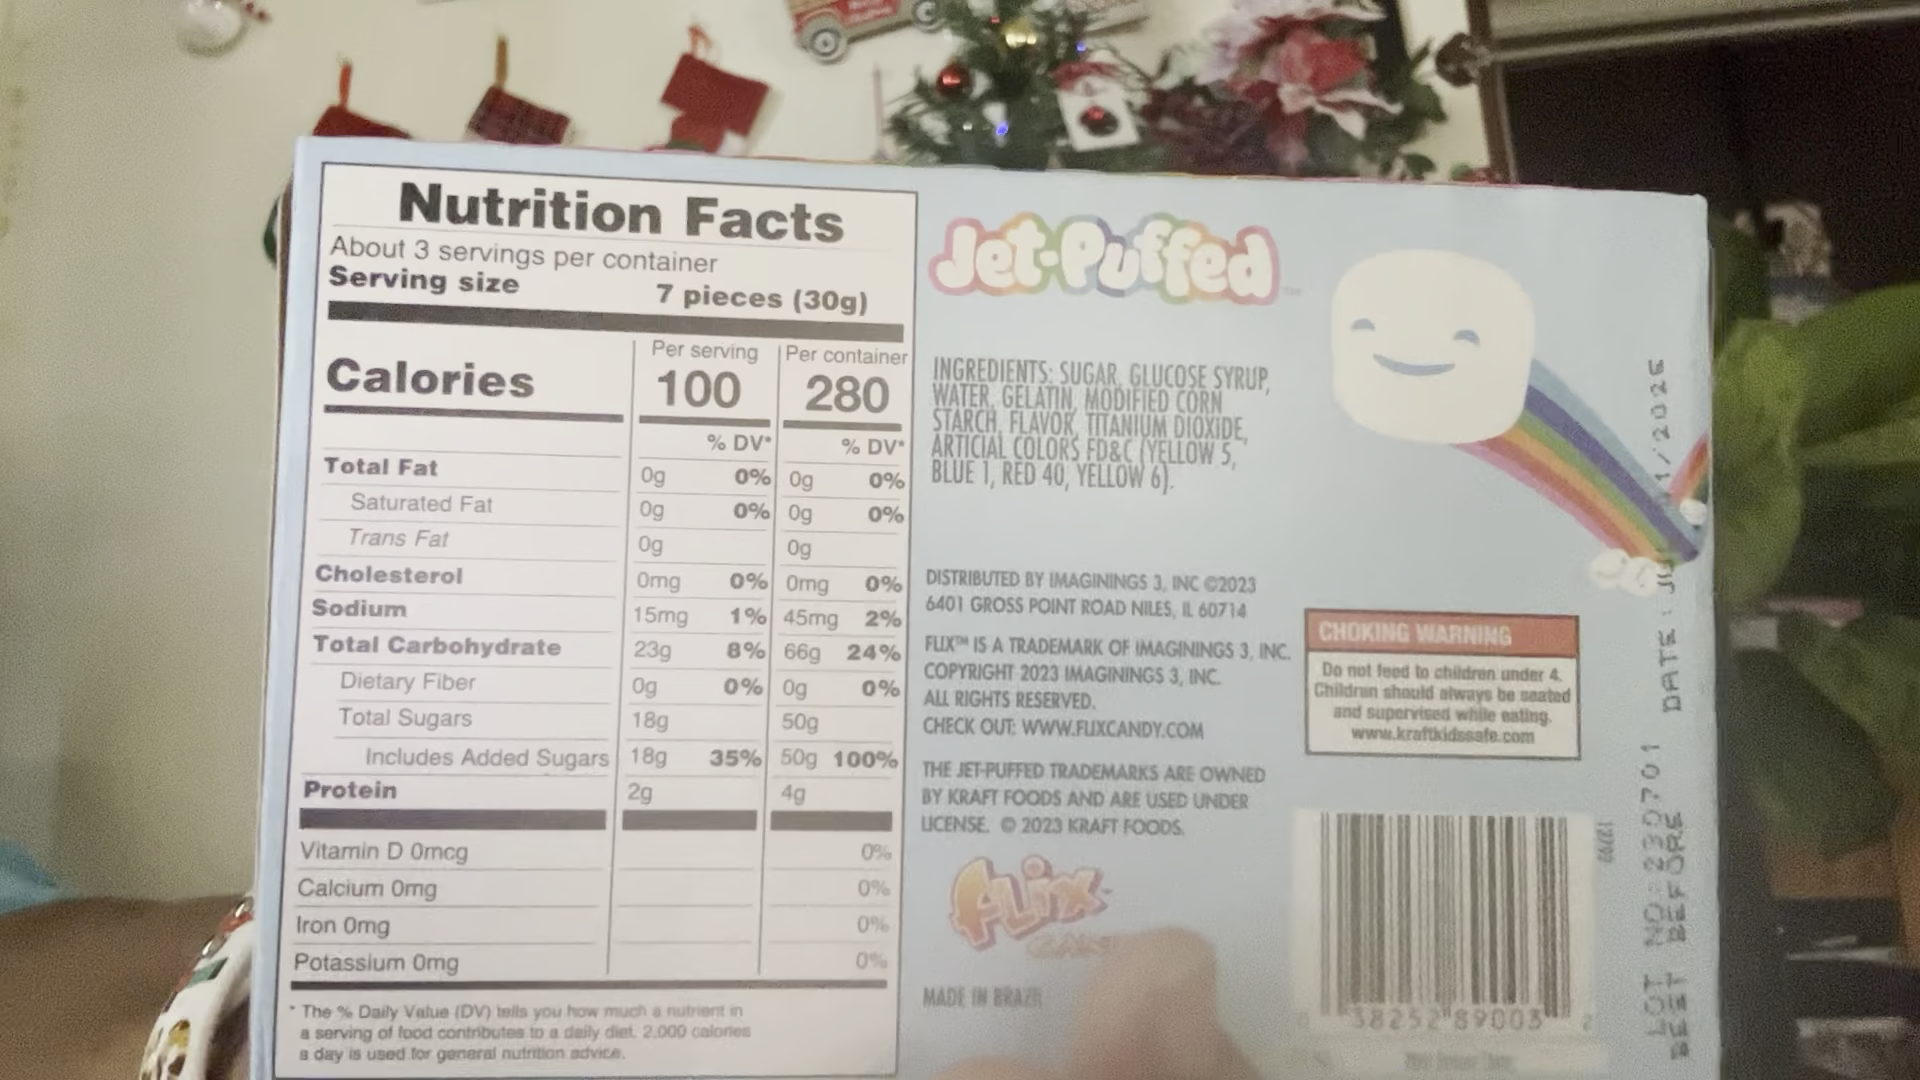 Nutrition Facts
About 3 servings per container
Serving size 7 pieces (30g)
Calories
Per serving
100
Per container
280
% DV* % DV*
Total Fat 0g 0% 0g 0%
Saturated Fat 0g 0% 0g 0%
Trans Fat 0g 0g
Cholesterol 0mg 0% 0mg 0%
Sodium 15mg 1% 45mg 2%
Total Carbohydrate 23g 8% 66g 24%
Dietary Fiber 0g 0% 0g 0%
Total Sugars 18g 50g
Includes Added Sugars 18g 35% 50g 100%
Protein 2g 4g
Vitamin D 0mcg 0%
Calcium 0mg 0%
Iron 0mg 0%
Potassium 0mg 0%
* The % Daily Value (DV) tells you how much a nutrient in
a serving of food contributes to a daily diet. 2,000 calories
a day is used for general nutrition advice.
Jet-Puffed
INGREDIENTS: SUGAR, GLUCOSE SYRUP,
WATER, GELATIN, MODIFIED CORN
STARCH, FLAVOR, TITANIUM DIOXIDE,
ARTICIAL COLORS FD&C (YELLOW 5,
BLUE 1, RED 40, YELLOW 6).
DISTRIBUTED BY IMAGININGS 3, INC ©2023
6401 GROSS POINT ROAD NILES, IL 60714
FLIX™ IS A TRADEMARK OF IMAGININGS 3, INC.
COPYRIGHT 2023 IMAGININGS 3, INC.
ALL RIGHTS RESERVED.
CHECK OUT: WWW.FLIXCANDY.COM
THE JET-PUFFED TRADEMARKS ARE OWNED
BY KRAFT FOODS AND ARE USED UNDER
LICENSE. © 2023 KRAFT FOODS.
FLix
MADE IN BRAZIL
CHOKING WARNING
Do not feed to children under 4.
Children should always be seated
and supervised while eating.
www.kraftkidssafe.com
38252 89003 2
LOT NO: 230701
BEST BEFORE DATE: 1/2025